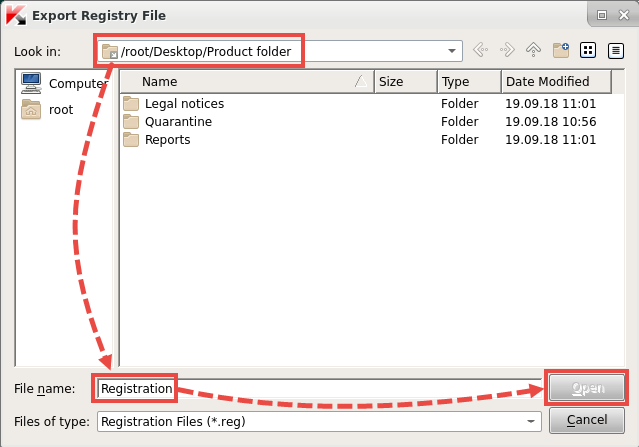 Export Registry File
Look in: /root/Desktop/Product folder
Computer
root
Name Size Type Date Modified
Legal notices Folder 19.09.18 11:01
Quarantine Folder 19.09.18 10:56
Reports Folder 19.09.18 11:01
File name: Registration Open
Files of type: Registration Files (*.reg) Cancel